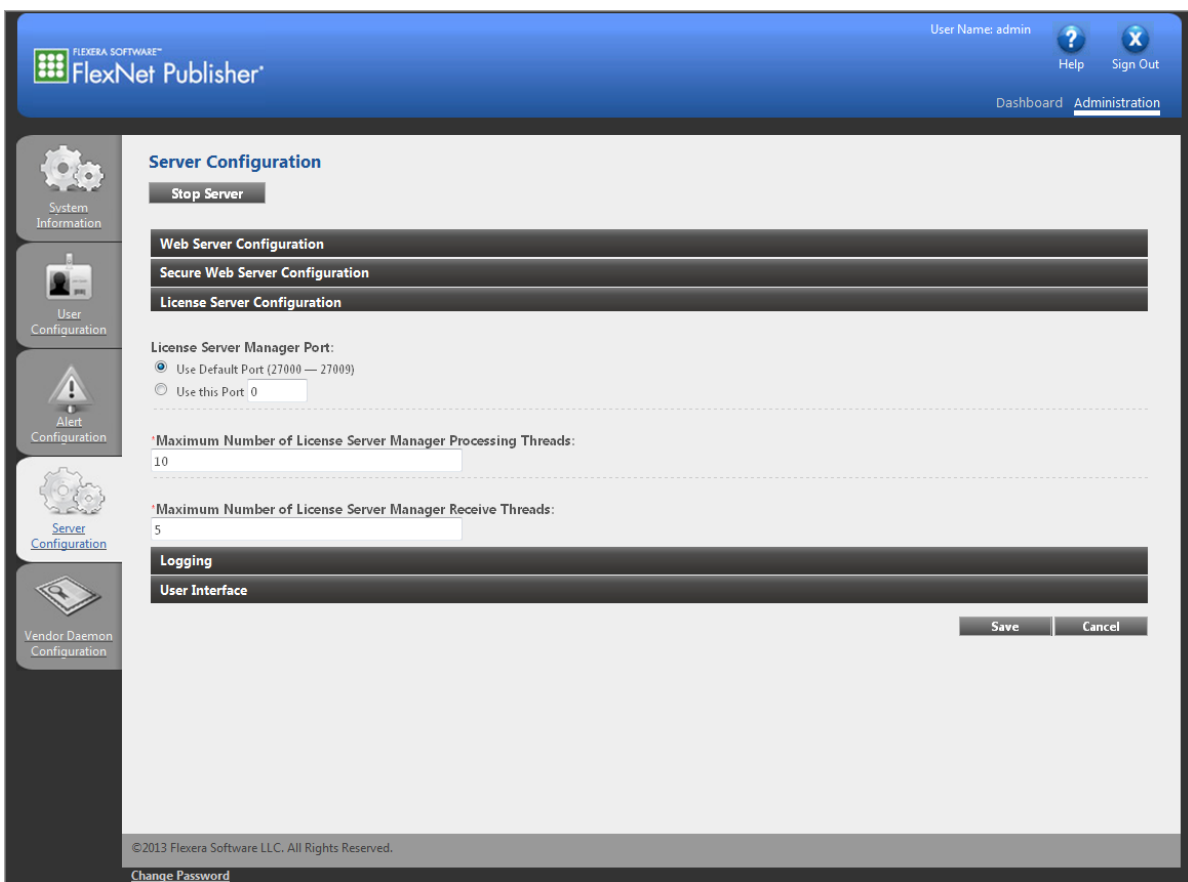 User Name: admin
FLEXERA SOFTWARE™
FlexNet Publisher®
Help
Sign Out
Dashboard
Administration
System
Information
User
Configuration
Alert
Configuration
Server
Configuration
Vendor Daemon
Configuration
Server Configuration
Stop Server
Web Server Configuration
Secure Web Server Configuration
License Server Configuration
License Server Manager Port:
Use Default Port (27000 — 27009)
Use this Port 0
*Maximum Number of License Server Manager Processing Threads:
10
*Maximum Number of License Server Manager Receive Threads:
5
Logging
User Interface
Save
Cancel
©2013 Flexera Software LLC. All Rights Reserved.
Change Password